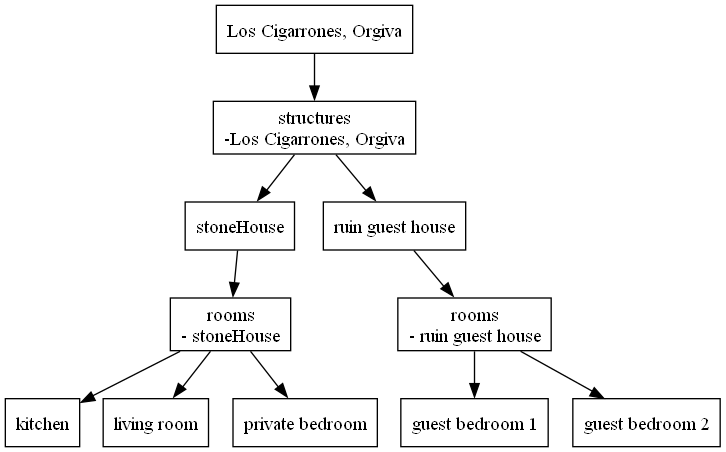 Los Cigarrones, Orgiva
structures
-Los Cigarrones, Orgiva
stoneHouse
ruin guest house
rooms
- stoneHouse
rooms
- ruin guest house
kitchen
living room
private bedroom
guest bedroom 1
guest bedroom 2